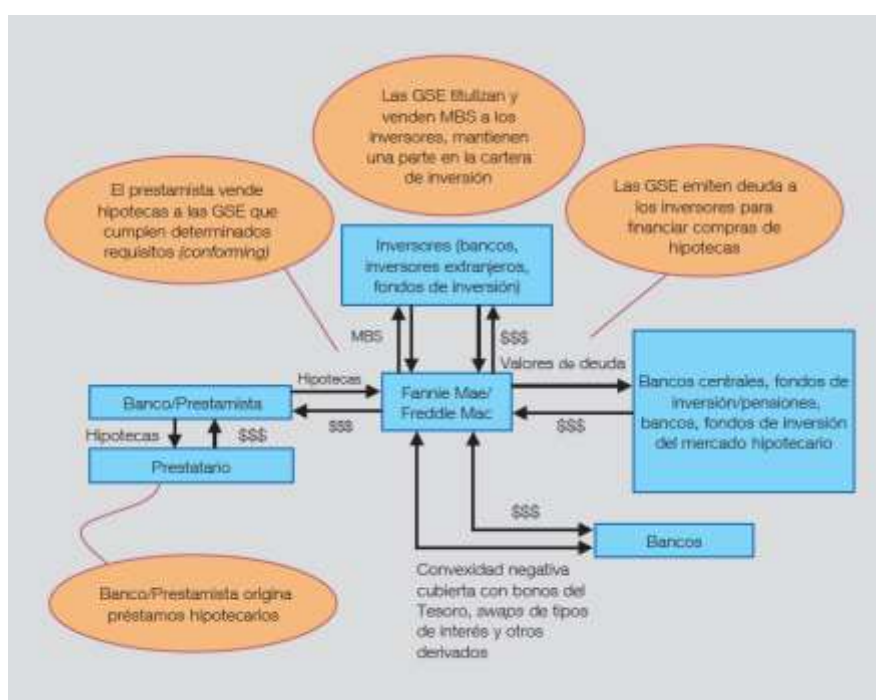 Las GSE titulizan y
venden MBS a los
inversores, mantienen
una parte en la cartera
de inversión
El prestamista vende
hipotecas a las GSE que
cumplen determinados
requisitos (conforming)
Las GSE emiten deuda a
los inversores para
financiar compras de
hipotecas
Inversores (bancos,
inversores extranjeros,
fondos de inversión)
MBS
$$$
Valores de deuda
Hipotecas
Banco/Prestamista
Fannie Mae/
Freddie Mac
Bancos centrales, fondos de
inversión/pensiones,
bancos, fondos de inversión
del mercado hipotecario
$$$
$$$
Hipotecas
$$$
Prestatario
$$$
Bancos
Convexidad negativa
cubierta con bonos del
Tesoro, swaps de tipos
de interés y otros
derivados
Banco/Prestamista origina
préstamos hipotecarios